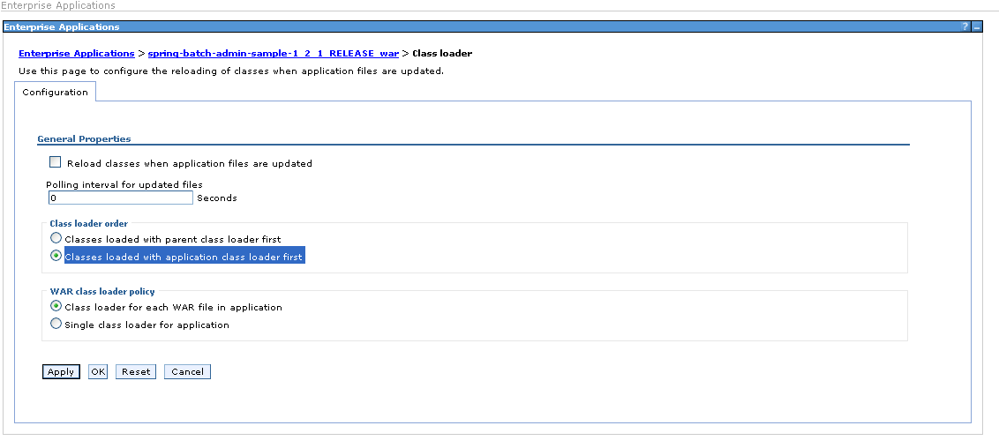 Enterprise Applications
Enterprise Applications ? _
Enterprise Applications > spring-batch-admin-sample-1_2_1_RELEASE_war > Class loader
Use this page to configure the reloading of classes when application files are updated.
Configuration
General Properties
Reload classes when application files are updated
Polling interval for updated files
0 Seconds
Class loader order
Classes loaded with parent class loader first
Classes loaded with application class loader first
WAR class loader policy
Class loader for each WAR file in application
Single class loader for application
Apply OK Reset Cancel